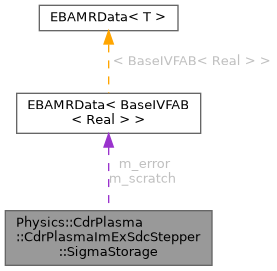 EBAMRData< T >
< BaseIVFAB< Real > >
EBAMRData< BaseIVFAB
< Real > >
m_error
m_scratch
Physics::CdrPlasma
::CdrPlasmaImExSdcStepper
::SigmaStorage